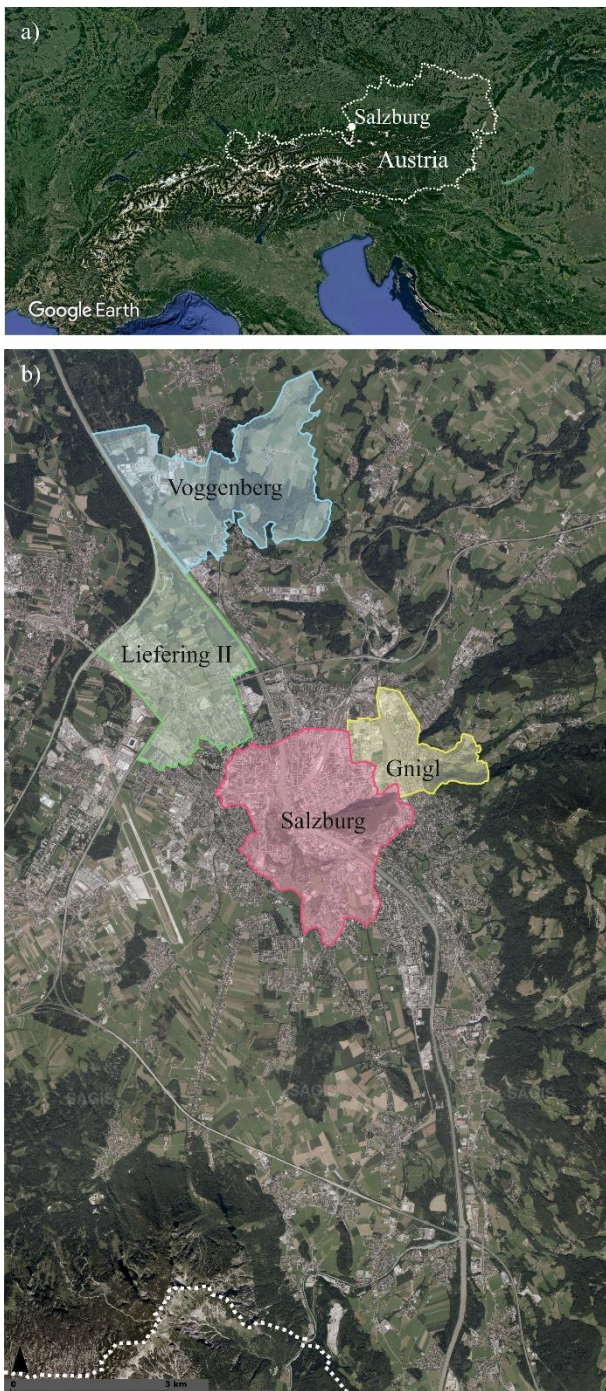 a)
Salzburg
Austria
Google Earth
b)
Voggenberg
Liefering II
Gnigl
Salzburg
SAGIS
SAGIS
SAGIS
0 3 km